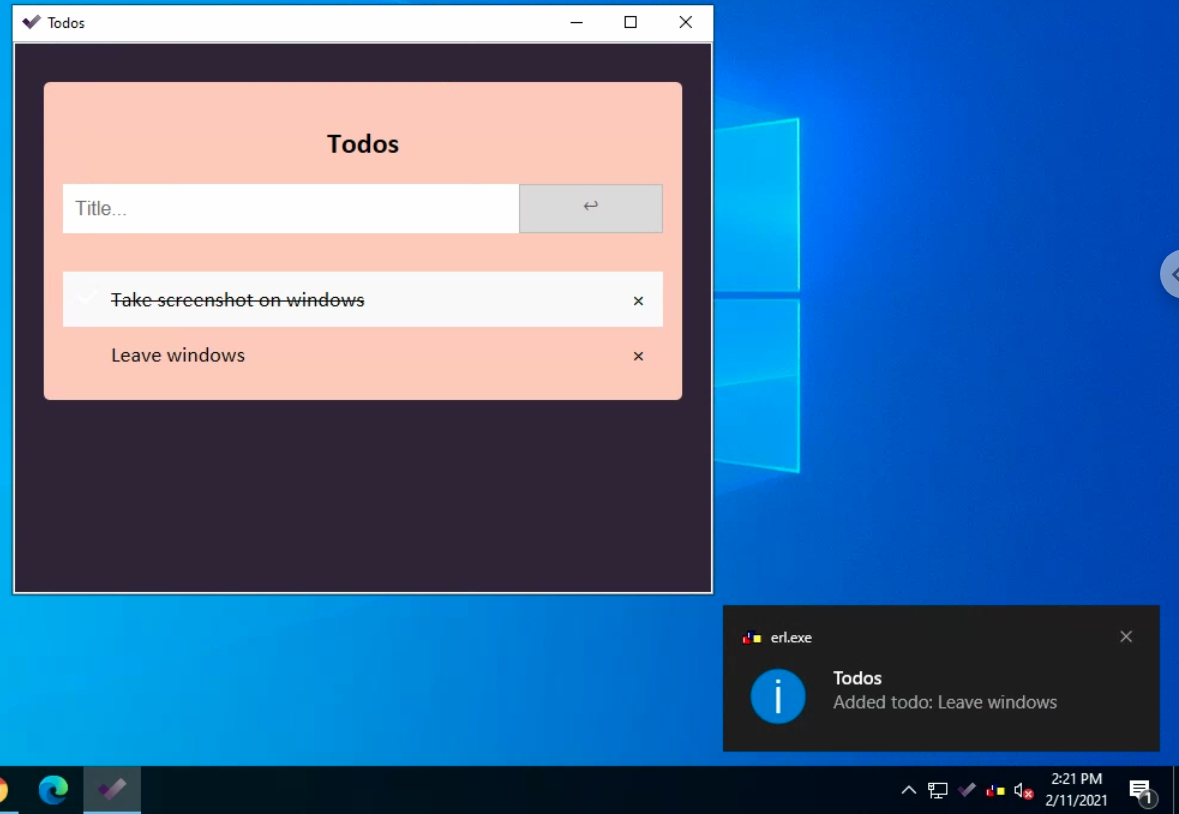 Todos
Todos
Title...
Take screenshot on windows
Leave windows
erl.exe
Todos
Added todo: Leave windows
2:21 PM
2/11/2021
1